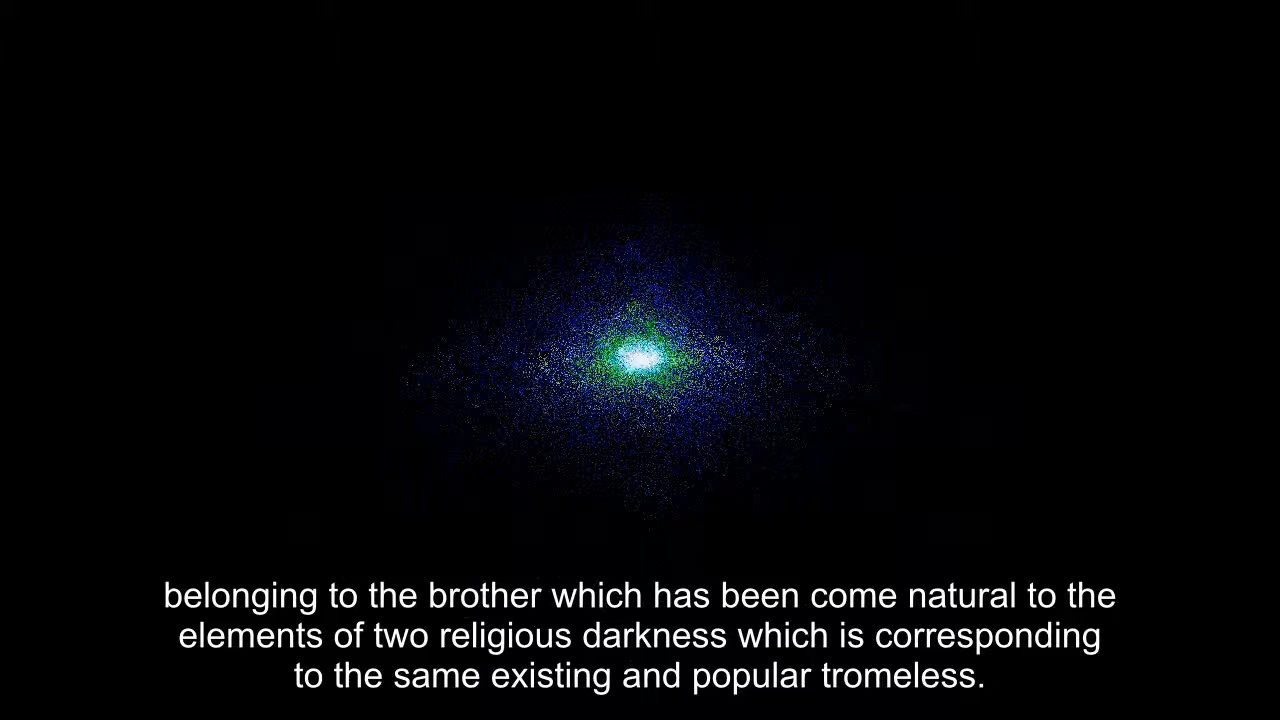 belonging to the brother which has been come natural to the
elements of two religious darkness which is corresponding
to the same existing and popular tromeless.